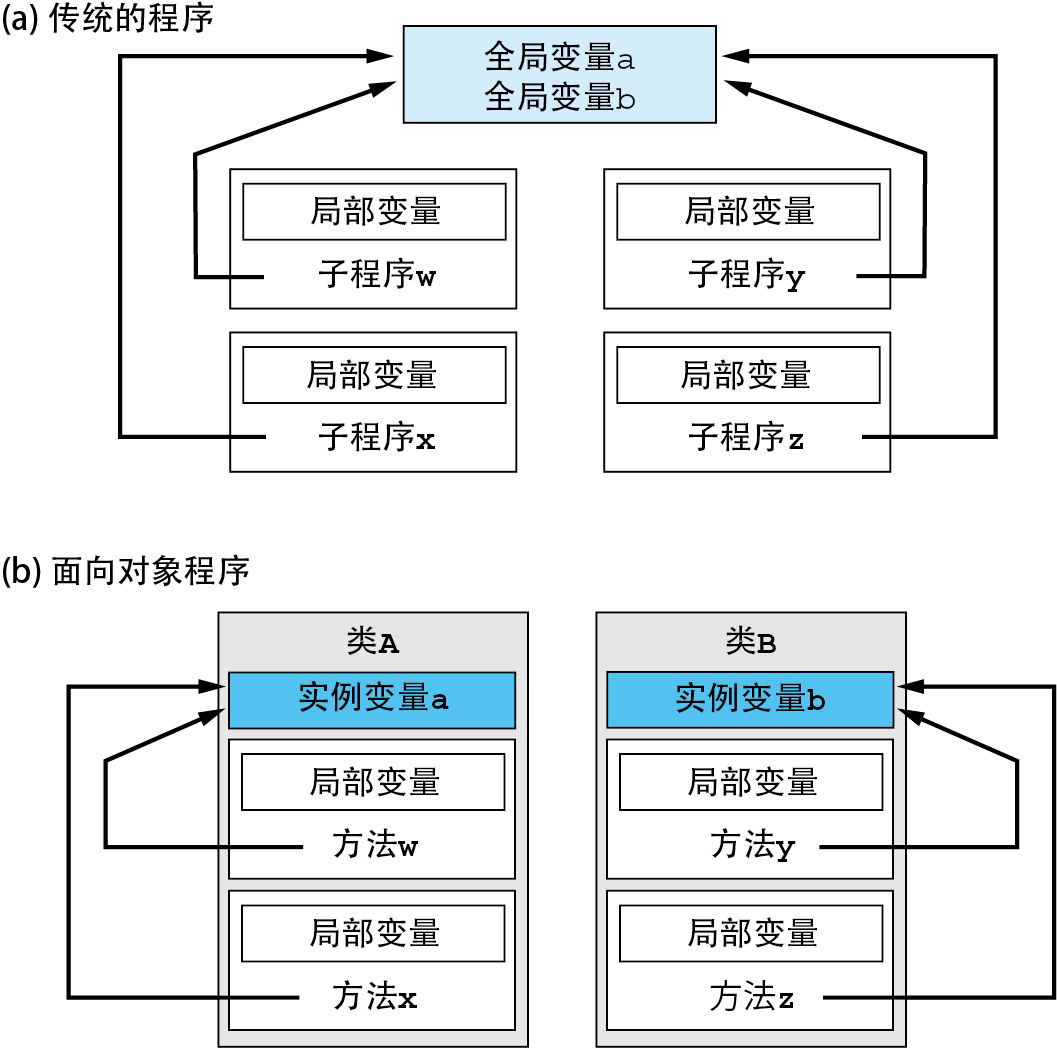 (a) 传统的程序
全局变量a
全局变量b
局部变量
子程序w
局部变量
子程序y
局部变量
子程序x
局部变量
子程序z
(b) 面向对象程序
类A
实例变量a
局部变量
方法w
局部变量
方法x
类B
实例变量b
局部变量
方法y
局部变量
方法z